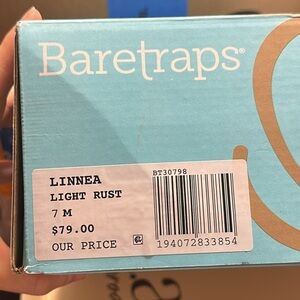 Baretraps®
LINNEA
LIGHT RUST
7 M
$79.00
OUR PRICE
BT30798
194072833854